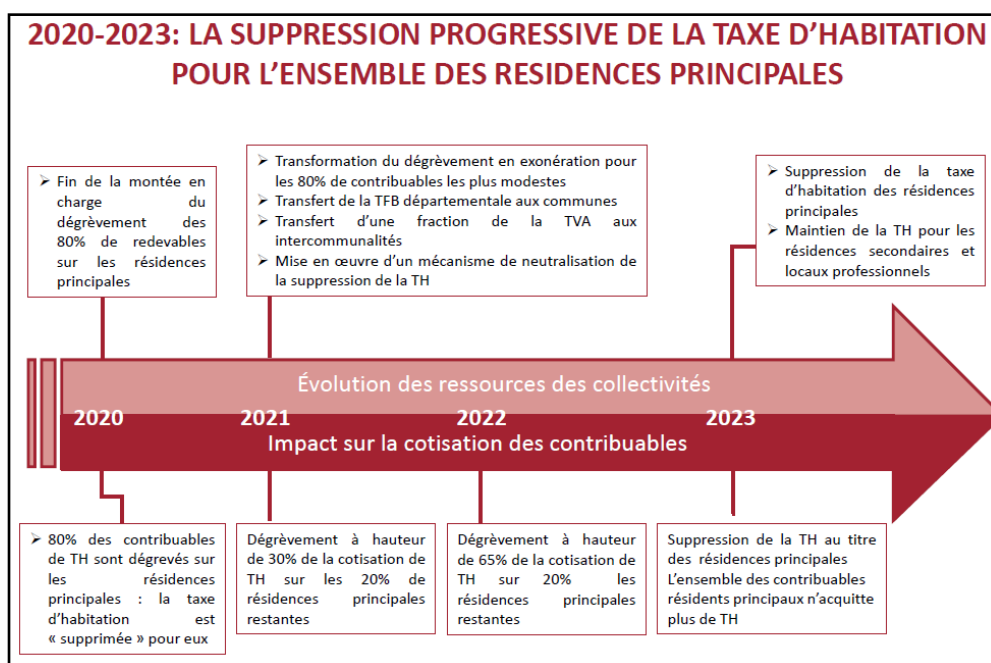 2020-2023: LA SUPPRESSION PROGRESSIVE DE LA TAXE D’HABITATION
POUR L’ENSEMBLE DES RESIDENCES PRINCIPALES
➢ Fin de la montée en
charge du
dégrèvement des
80% de redevables
sur les résidences
principales
➢ Transformation du dégrèvement en exonération pour
les 80% de contribuables les plus modestes
➢ Transfert de la TFB départementale aux communes
➢ Transfert d’une fraction de la TVA aux
intercommunalités
➢ Mise en œuvre d’un mécanisme de neutralisation de
la suppression de la TH
➢ Suppression de la taxe
d’habitation des résidences
principales
➢ Maintien de la TH pour les
résidences secondaires et
locaux professionnels
Évolution des ressources des collectivités
2020 2021 2022 2023
Impact sur la cotisation des contribuables
➢ 80% des contribuables
de TH sont dégrevés sur
les résidences
principales : la taxe
d’habitation est
« supprimée » pour eux
Dégrèvement à hauteur
de 30% de la cotisation de
TH sur les 20% de
résidences principales
restantes
Dégrèvement à hauteur
de 65% de la cotisation de
TH sur 20% les
résidences principales
restantes
Suppression de la TH au titre
des résidences principales
L’ensemble des contribuables
résidents principaux n’acquitte
plus de TH